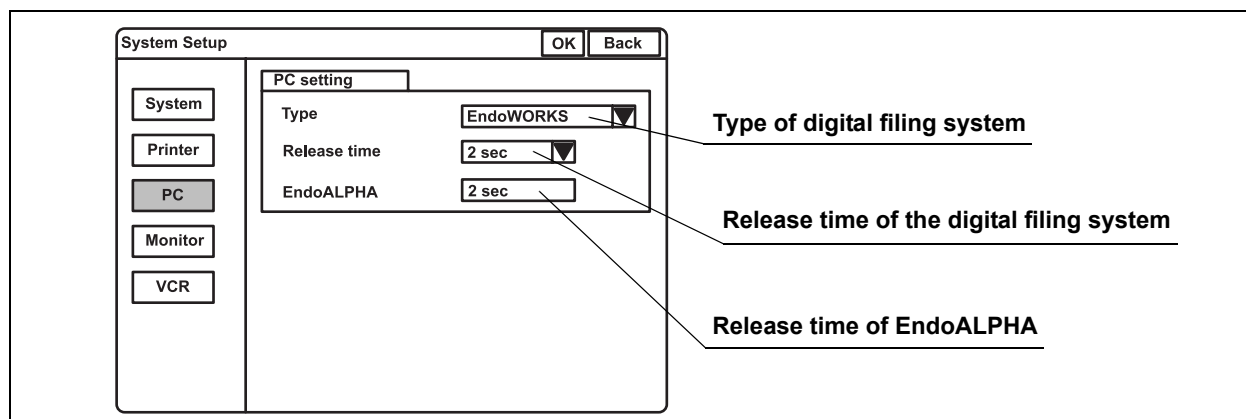 System Setup OK Back
PC setting
System
Type EndoWORKS
Type of digital filing system
Printer
Release time 2 sec
PC
EndoALPHA 2 sec
Release time of the digital filing system
Monitor
VCR
Release time of EndoALPHA